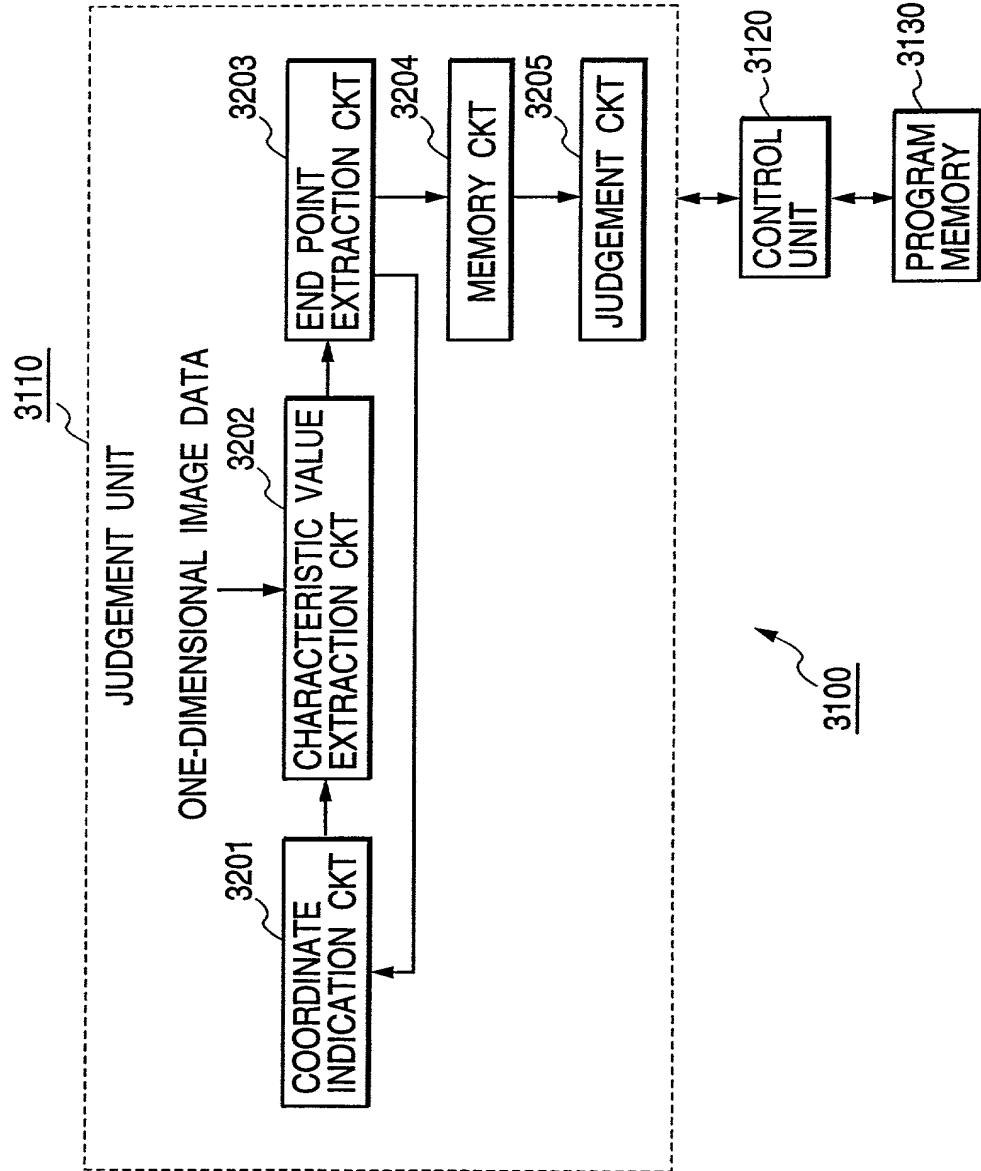 3110
JUDGEMENT UNIT
ONE-DIMENSIONAL IMAGE DATA
3201
COORDINATE
INDICATION CKT
3202
CHARACTERISTIC VALUE
EXTRACTION CKT
3203
END POINT
EXTRACTION CKT
3204
MEMORY CKT
3205
JUDGEMENT CKT
3120
CONTROL
UNIT
3130
PROGRAM
MEMORY
3100